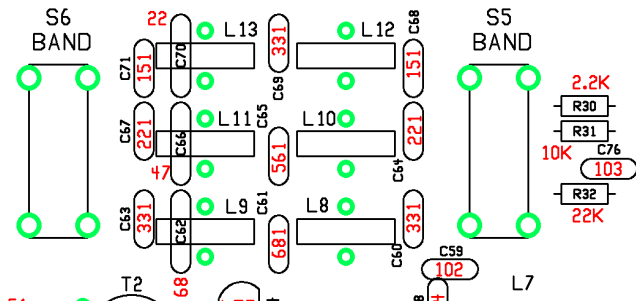 S6
BAND
22
L13
331
L12
C68
S5
BAND
C71
151
C70
C69
151
2.2K
R30
C67
221
C66
L11
C65
L10
221
R31
10K
C76
47
561
C64
103
C63
331
C62
L9
C61
L8
331
R32
22K
681
C60
C59
102
68
T2
L7